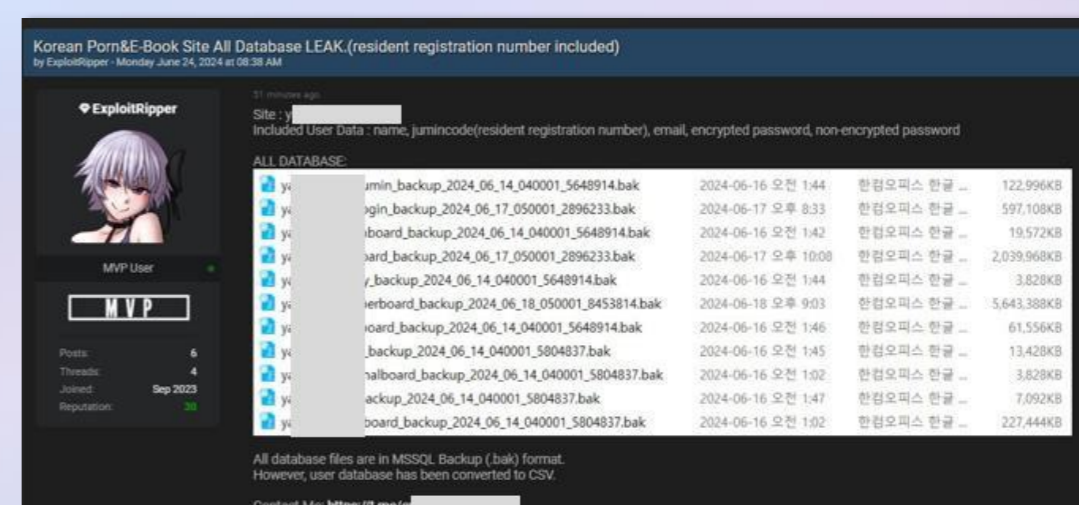 Korean Porn&E-Book Site All Database LEAK.(resident registration number included)
by ExploitRipper - Monday June 24, 2024 at 08:38 AM
ExploitRipper
MVP User
MVP
Posts: 6
Threads: 4
Joined: Sep 2023
Reputation: 30
51 minutes ago
Site : y
Included User Data : name, jumincode(resident registration number), email, encrypted password, non-encrypted password
ALL DATABASE:
ya umin_backup_2024_06_14_040001_5648914.bak 2024-06-16 오전 1:44 한컴오피스 한글 ... 122,996KB
ya ogin_backup_2024_06_17_050001_2896233.bak 2024-06-17 오후 8:33 한컴오피스 한글 ... 597,108KB
ya board_backup_2024_06_14_040001_5648914.bak 2024-06-16 오전 1:42 한컴오피스 한글 ... 19,572KB
ya ard_backup_2024_06_17_050001_2896233.bak 2024-06-17 오후 10:08 한컴오피스 한글 ... 2,039,968KB
ya y_backup_2024_06_14_040001_5648914.bak 2024-06-16 오전 1:44 한컴오피스 한글 ... 3,828KB
ya erboard_backup_2024_06_18_050001_8453814.bak 2024-06-18 오후 9:03 한컴오피스 한글 ... 5,643,388KB
ya oard_backup_2024_06_14_040001_5648914.bak 2024-06-16 오전 1:46 한컴오피스 한글 ... 61,556KB
ya _backup_2024_06_14_040001_5804837.bak 2024-06-16 오전 1:45 한컴오피스 한글 ... 13,428KB
ya nalboard_backup_2024_06_14_040001_5804837.bak 2024-06-16 오전 1:02 한컴오피스 한글 ... 3,828KB
ya ackup_2024_06_14_040001_5804837.bak 2024-06-16 오전 1:47 한컴오피스 한글 ... 7,092KB
ya board_backup_2024_06_14_040001_5804837.bak 2024-06-16 오전 1:02 한컴오피스 한글 ... 227,444KB
All database files are in MSSQL Backup (.bak) format.
However, user database has been converted to CSV.
Contact Me: